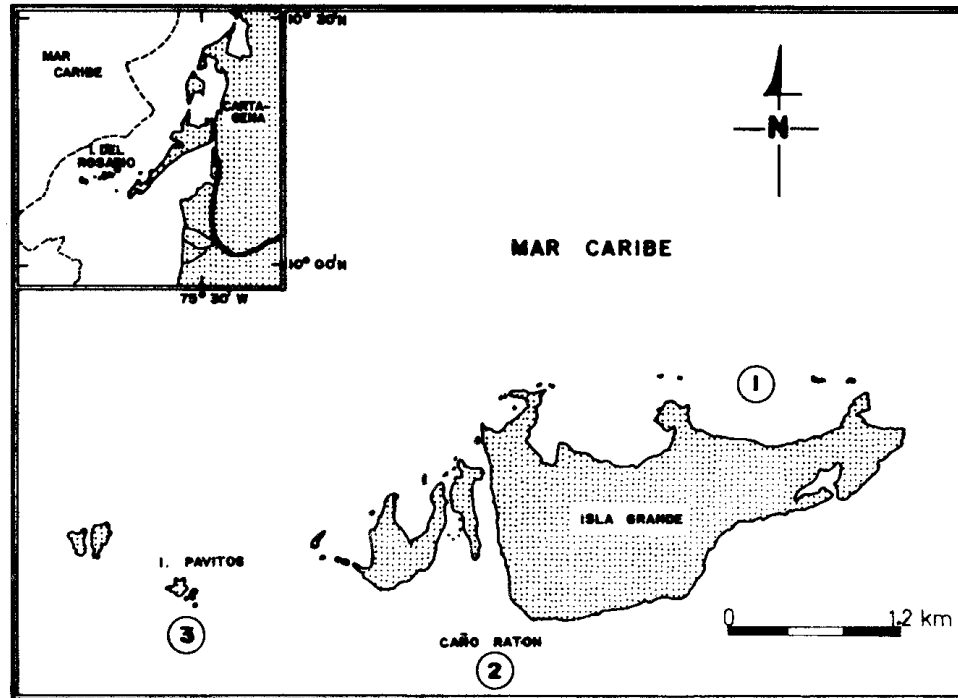 10° 30' N
MAR
CARIBE
CARTA-
GENA
I. DEL
ROSARIO
10° 00' N
75° 30' W
N
MAR CARIBE
1
ISLA GRANDE
I. PAVITOS
3
CAÑO RATON
2
0 1.2 km